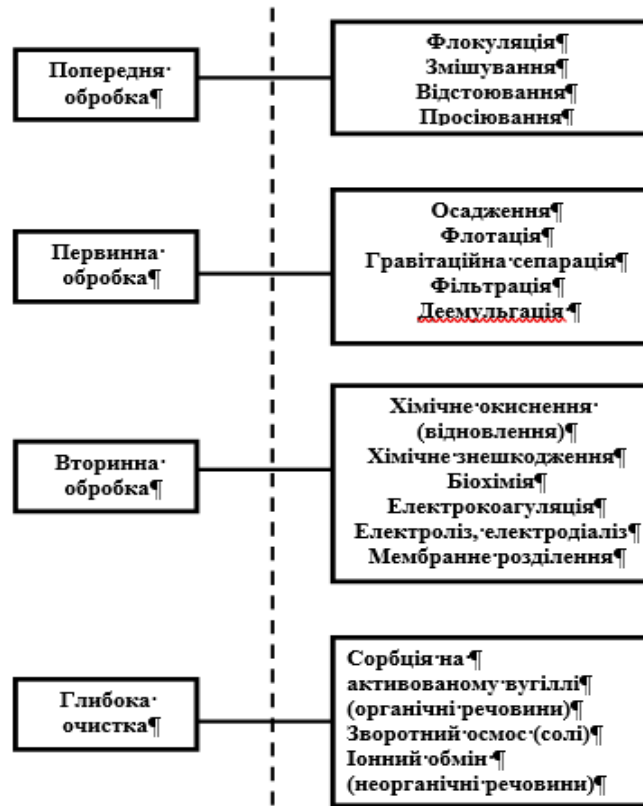 Попередня·
обробка¶
Флокуляція¶
Змішування¶
Відстоювання¶
Просіювання¶
Первинна·
обробка¶
Осадження¶
Флотація¶
Гравітаційна·сепарація¶
Фільтрація¶
Деемульгація·¶
Вторинна·
обробка¶
Хімічне·окиснення·
(відновлення)¶
Хімічне·знешкодження¶
Біохімія¶
Електрокоагуляція¶
Електроліз,·електродіаліз¶
Мембранне·розділення¶
Глибока·
очистка¶
Сорбція·на·¶
активованому·вугіллі¶
(органічні·речовини)¶
Зворотний·осмос·(солі)¶
Іонний·обмін·¶
(неорганічні·речовини)¶